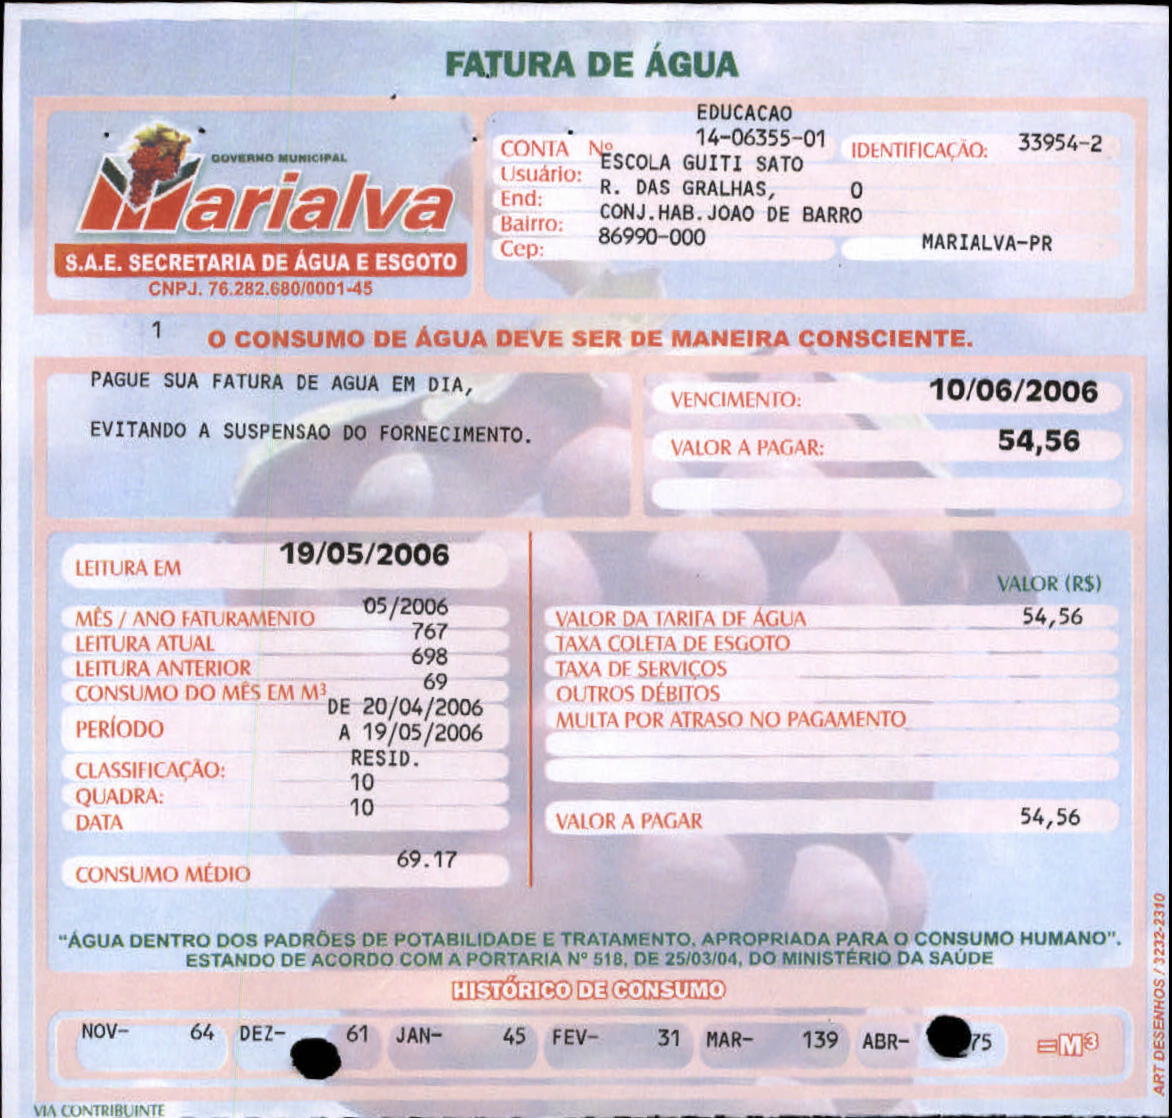 FATURA DE ÁGUA
GOVERNO MUNICIPAL
Marialva
S.A.E. SECRETARIA DE ÁGUA E ESGOTO
CNPJ. 76.282.680/0001-45
EDUCACAO
CONTA Nº 14-06355-01 IDENTIFICAÇÃO: 33954-2
Usuário: ESCOLA GUITI SATO
End: R. DAS GRALHAS, 0
Bairro: CONJ.HAB.JOAO DE BARRO
Cep: 86990-000 MARIALVA-PR
1 O CONSUMO DE ÁGUA DEVE SER DE MANEIRA CONSCIENTE.
PAGUE SUA FATURA DE AGUA EM DIA,
EVITANDO A SUSPENSAO DO FORNECIMENTO.
VENCIMENTO: 10/06/2006
VALOR A PAGAR: 54,56
LEITURA EM 19/05/2006
MÊS / ANO FATURAMENTO 05/2006
LEITURA ATUAL 767
LEITURA ANTERIOR 698
CONSUMO DO MÊS EM M³ 69
PERÍODO DE 20/04/2006
A 19/05/2006
CLASSIFICAÇÃO: RESID.
QUADRA: 10
DATA 10
CONSUMO MÉDIO 69.17
VALOR (R$)
VALOR DA TARIFA DE ÁGUA 54,56
TAXA COLETA DE ESGOTO
TAXA DE SERVIÇOS
OUTROS DÉBITOS
MULTA POR ATRASO NO PAGAMENTO
VALOR A PAGAR 54,56
"ÁGUA DENTRO DOS PADRÕES DE POTABILIDADE E TRATAMENTO, APROPRIADA PARA O CONSUMO HUMANO".
ESTANDO DE ACORDO COM A PORTARIA Nº 518, DE 25/03/04, DO MINISTÉRIO DA SAÚDE
HISTÓRICO DE CONSUMO
NOV- 64 DEZ- 61 JAN- 45 FEV- 31 MAR- 139 ABR- 75 =M³
VIA CONTRIBUINTE
ART DESENHOS / 3232-2310